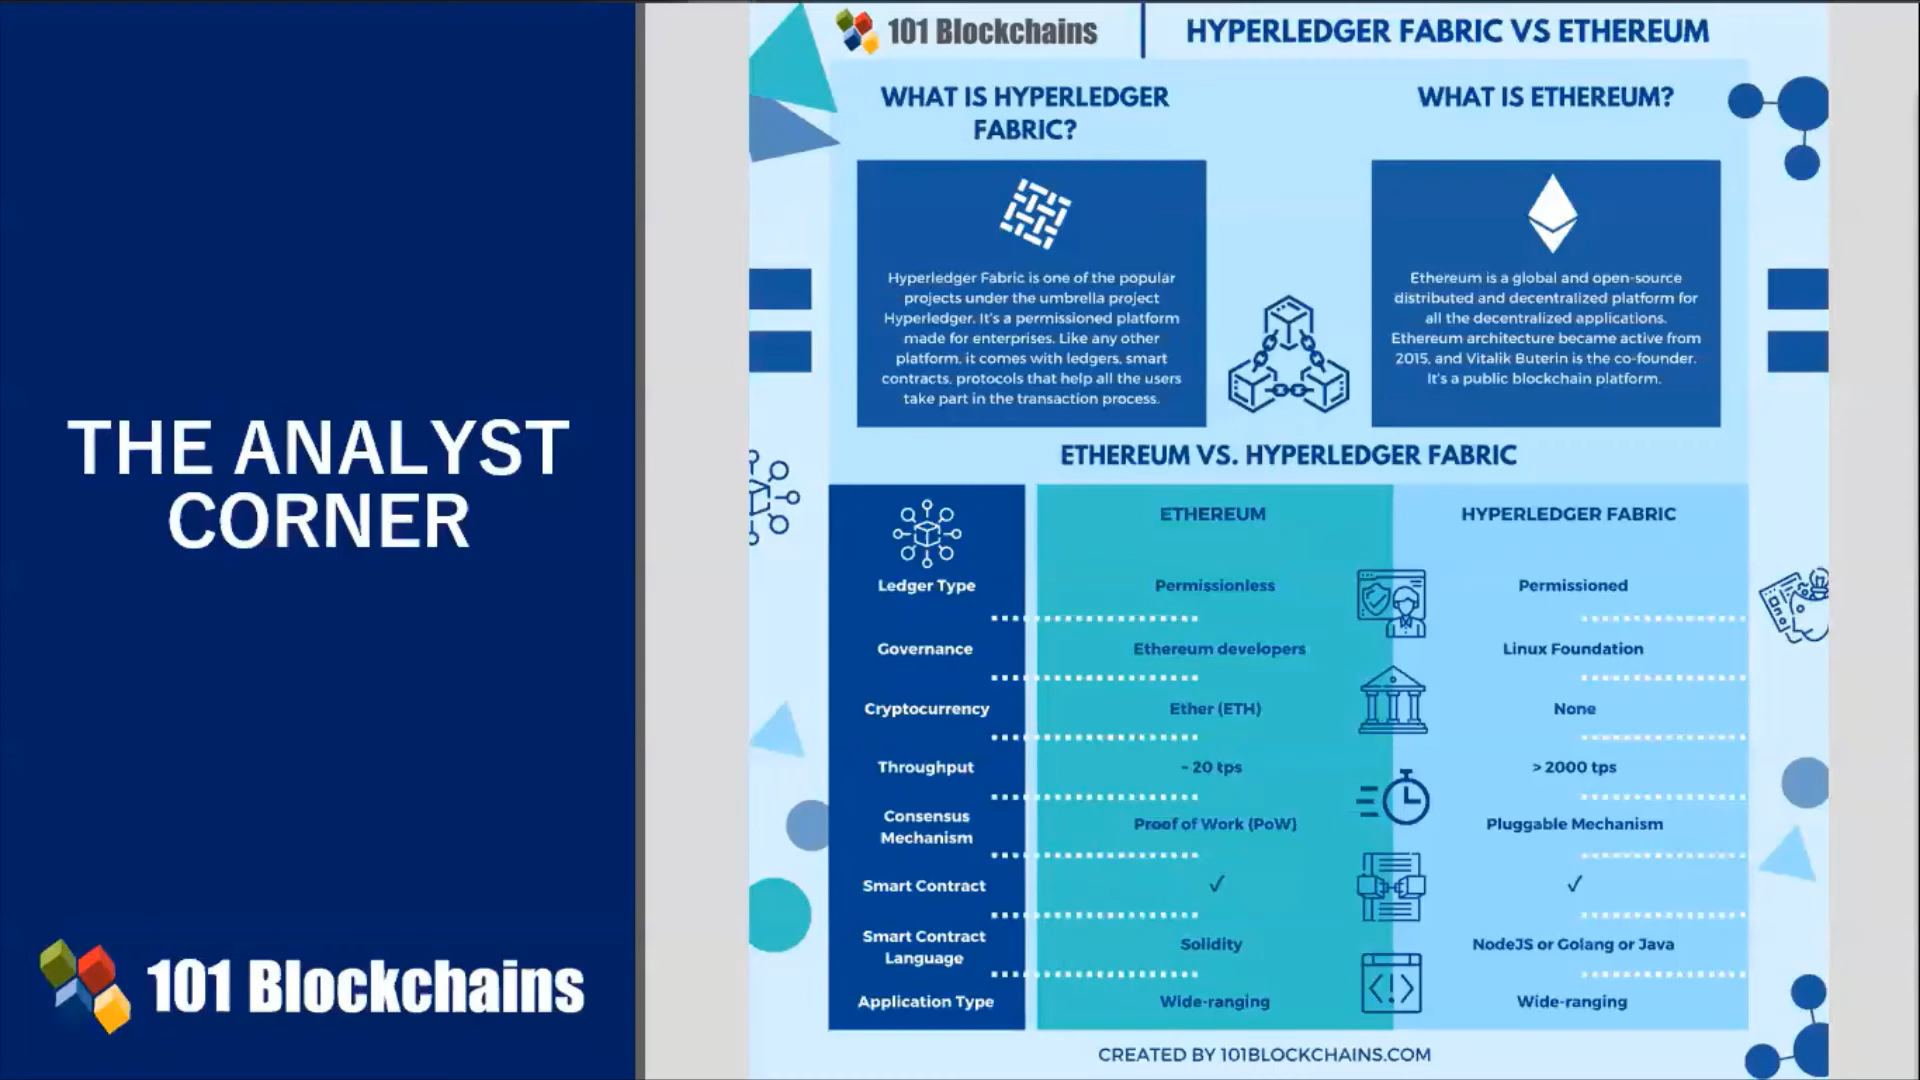 THE ANALYST
CORNER
101 Blockchains
101 Blockchains
HYPERLEDGER FABRIC VS ETHEREUM
WHAT IS HYPERLEDGER
FABRIC?
Hyperledger Fabric is one of the popular
projects under the umbrella project
Hyperledger. It's a permissioned platform
made for enterprises. Like any other
platform, it comes with ledgers, smart
contracts, protocols that help all the users
take part in the transaction process.
WHAT IS ETHEREUM?
Ethereum is a global and open-source
distributed and decentralized platform for
all the decentralized applications.
Ethereum architecture became active from
2015, and Vitalik Buterin is the co-founder.
It's a public blockchain platform.
ETHEREUM VS. HYPERLEDGER FABRIC
ETHEREUM
HYPERLEDGER FABRIC
Ledger Type
Permissionless
Permissioned
Governance
Ethereum developers
Linux Foundation
Cryptocurrency
Ether (ETH)
None
Throughput
~ 20 tps
> 2000 tps
Consensus
Mechanism
Proof of Work (PoW)
Pluggable Mechanism
Smart Contract
✓
✓
Smart Contract
Language
Solidity
NodeJS or Golang or Java
Application Type
Wide-ranging
Wide-ranging
CREATED BY 101BLOCKCHAINS.COM